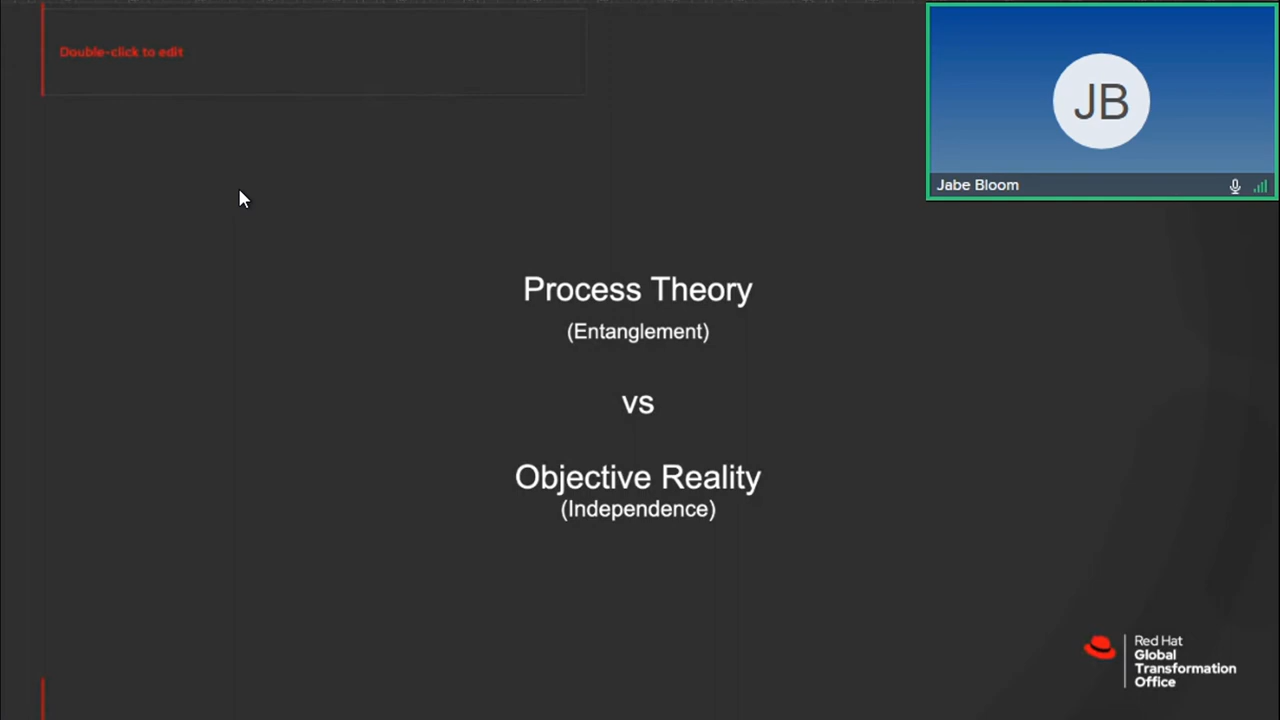 Double-click to edit
JB
Jabe Bloom
Process Theory
(Entanglement)
vs
Objective Reality
(Independence)
Red Hat
Global
Transformation
Office